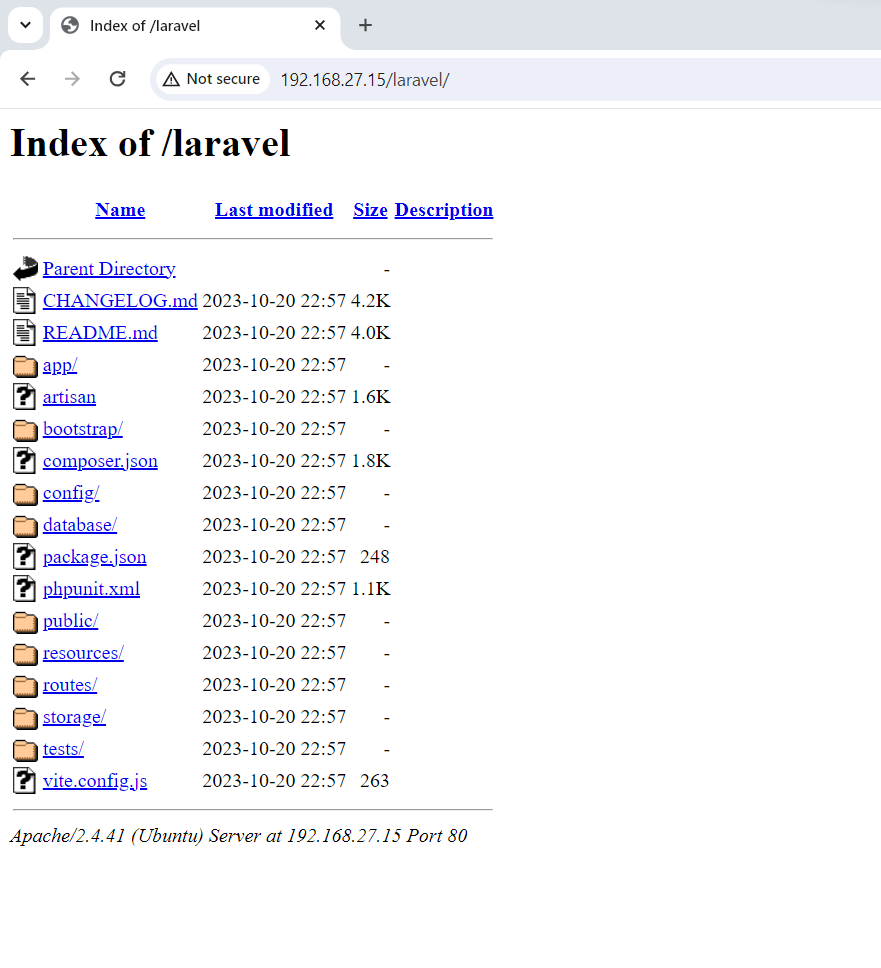 Index of /laravel
Not secure 192.168.27.15/laravel/
Index of /laravel
Name Last modified Size Description
Parent Directory -
CHANGELOG.md 2023-10-20 22:57 4.2K
README.md 2023-10-20 22:57 4.0K
app/ 2023-10-20 22:57 -
artisan 2023-10-20 22:57 1.6K
bootstrap/ 2023-10-20 22:57 -
composer.json 2023-10-20 22:57 1.8K
config/ 2023-10-20 22:57 -
database/ 2023-10-20 22:57 -
package.json 2023-10-20 22:57 248
phpunit.xml 2023-10-20 22:57 1.1K
public/ 2023-10-20 22:57 -
resources/ 2023-10-20 22:57 -
routes/ 2023-10-20 22:57 -
storage/ 2023-10-20 22:57 -
tests/ 2023-10-20 22:57 -
vite.config.js 2023-10-20 22:57 263
Apache/2.4.41 (Ubuntu) Server at 192.168.27.15 Port 80